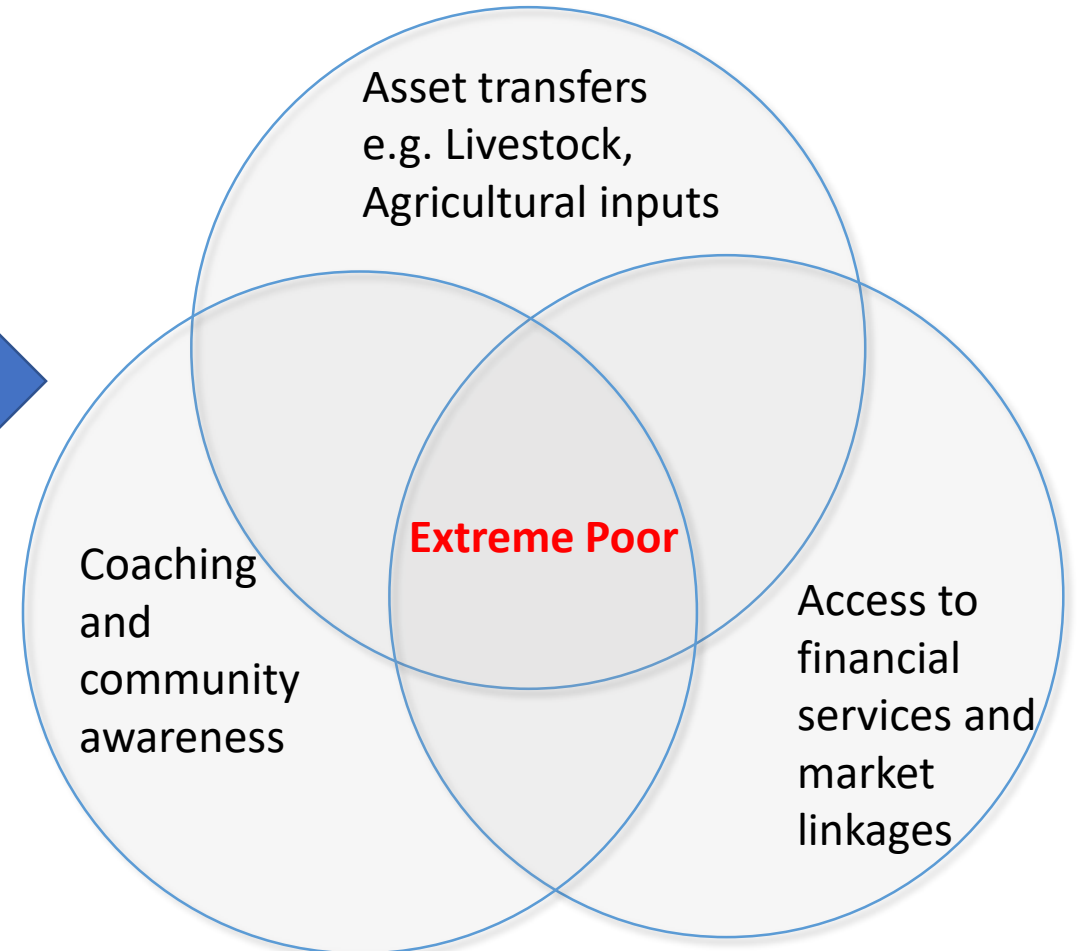 Asset transfers
e.g. Livestock,
Agricultural inputs
Extreme Poor
Coaching
and
community
awareness
Access to
financial
services and
market
linkages